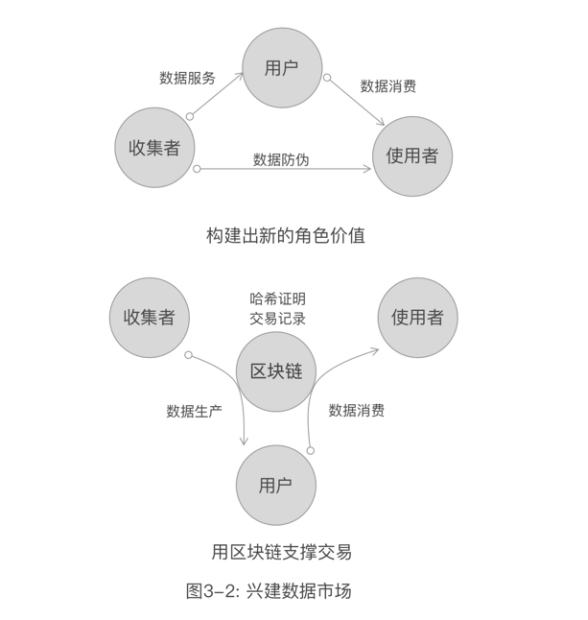 用户
数据服务
数据消费
收集者
使用者
数据防伪
构建出新的角色价值
收集者
哈希证明
交易记录
使用者
区块链
数据生产
数据消费
用户
用区块链支撑交易
图3-2: 兴建数据市场